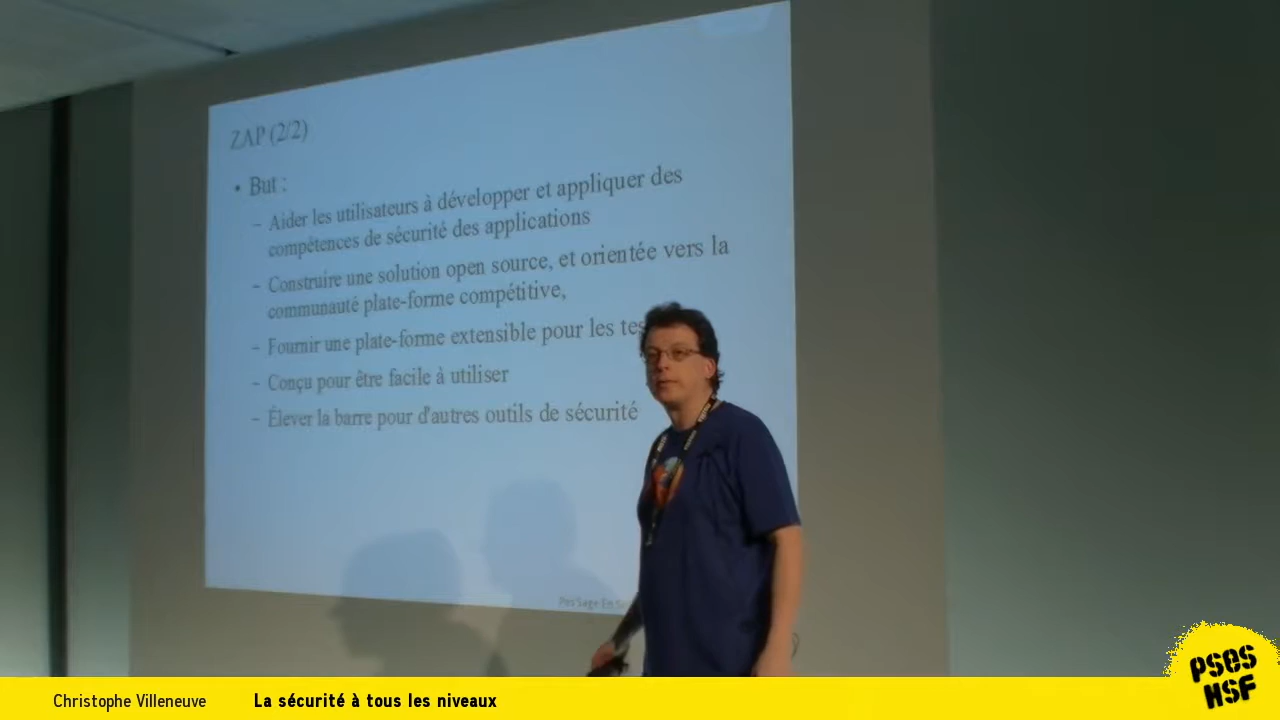 ZAP (2/2)
• But :
– Aider les utilisateurs à développer et appliquer des
compétences de sécurité des applications
– Construire une solution open source, et orientée vers la
communauté plate-forme compétitive,
– Fournir une plate-forme extensible pour les
– Conçu pour être facile à utiliser
– Élever la barre pour d'autres outils de sécurité
Pas Sage En
Christophe Villeneuve La sécurité à tous les niveaux
PSES
HSF